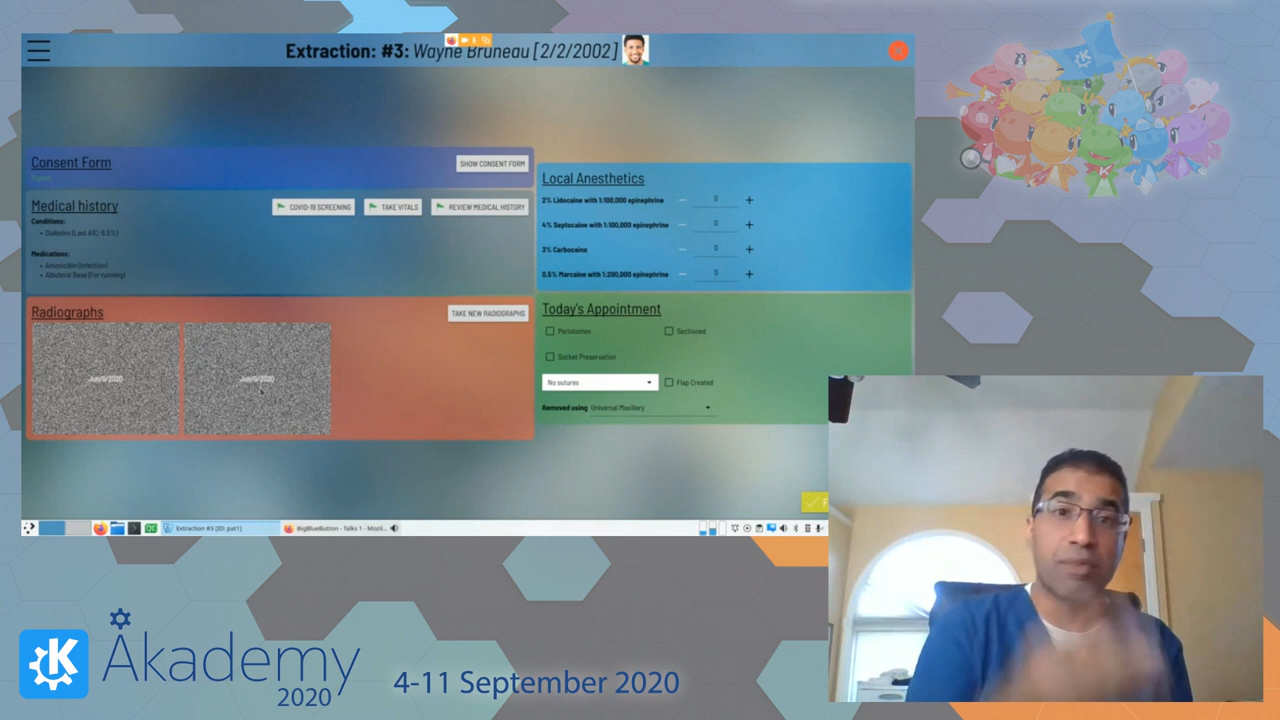 Extraction: #3: Wayne Bruneau [2/2/2002]
Consent Form
SHOW CONSENT FORM
Signed
Medical history
COVID-19 SCREENING
TAKE VITALS
REVIEW MEDICAL HISTORY
Conditions:
• Diabetes (Last A1C: 6.5%)
Medications:
• Amoxicillin (Infection)
• Albuterol Base (For running)
Radiographs
TAKE NEW RADIOGRAPHS
Jun/5/2020
Jun/5/2020
Local Anesthetics
2% Lidocaine with 1:100,000 epinephrine
− 0 +
4% Septocaine with 1:100,000 epinephrine
− 0 +
3% Carbocaine
− 0 +
0.5% Marcaine with 1:200,000 epinephrine
− 0 +
Today's Appointment
Periotomes
Sectioned
Socket Preservation
No sutures
Flap Created
Removed using Universal Maxillary
Extraction #3 [ID: pat1]
BigBlueButton - Talks 1 - Mozil...
K
Akademy
2020
4-11 September 2020